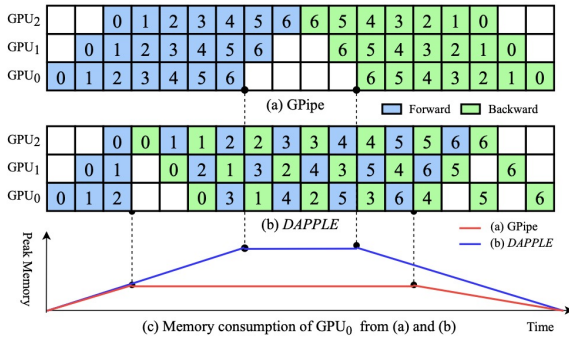 GPU2 0 1 2 3 4 5 6 6 5 4 3 2 1 0
GPU1 0 1 2 3 4 5 6 6 5 4 3 2 1 0
GPU0 0 1 2 3 4 5 6 6 5 4 3 2 1 0
(a) GPipe
Forward
Backward
GPU2 0 0 1 1 2 2 3 3 4 4 5 5 6 6
GPU1 0 1 0 2 1 3 2 4 3 5 4 6 5 6
GPU0 0 1 2 0 3 1 4 2 5 3 6 4 5 6
(b) DAPPLE
(a) GPipe
(b) DAPPLE
Peak Memory
(c) Memory consumption of GPU0 from (a) and (b)
Time